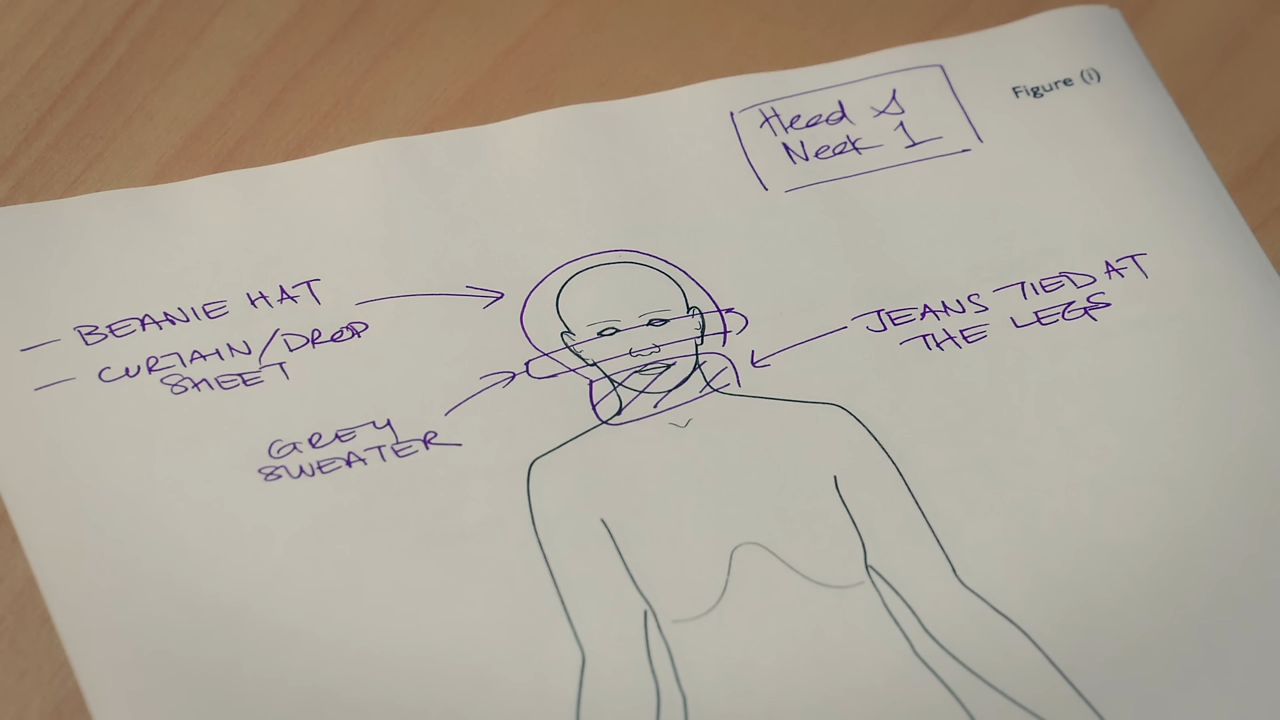 Figure (i)
Head &
Neck 1
— BEANIE HAT
— CURTAIN/DROP
SHEET
GREY
SWEATER
JEANS TIED AT
THE LEGS